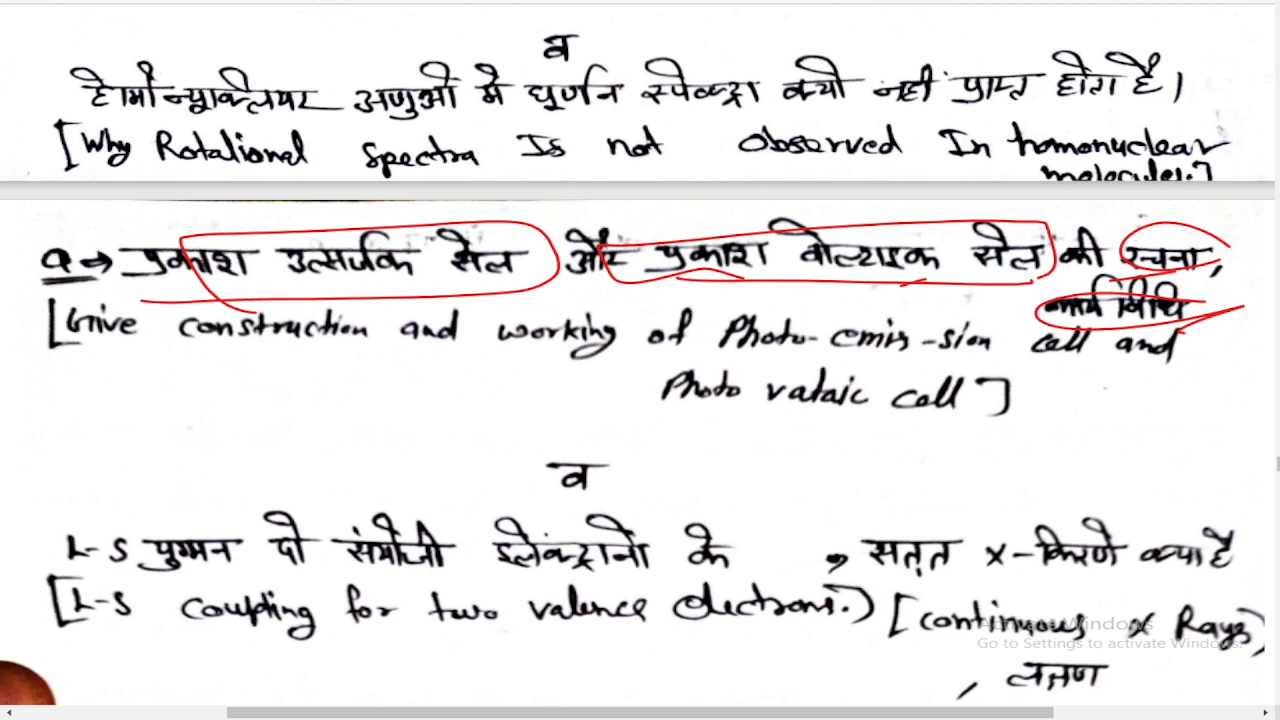 व
होमोन्यूक्लियर अणुओ मे घूर्णन स्पेक्ट्रा क्यो नही प्राप्त होता है।
[Why Rotational Spectra Is not Observed In homonuclear
molecules.]
Q → प्रकाश उत्सर्जक सेल और प्रकाश वोल्टाइक सेल की रचना,
कार्य विधि
[Give construction and working of Photo-emis-sion cell and
Photo vataic cell]
व
L-S युग्मन दो संयोजी इलेक्ट्रानो के , सतत x-किरणे क्या है
[L-S Coupling for two valence electrons.) [continuous X Rays,
, लक्षण
Activate Windows
Go to Settings to activate Windows.